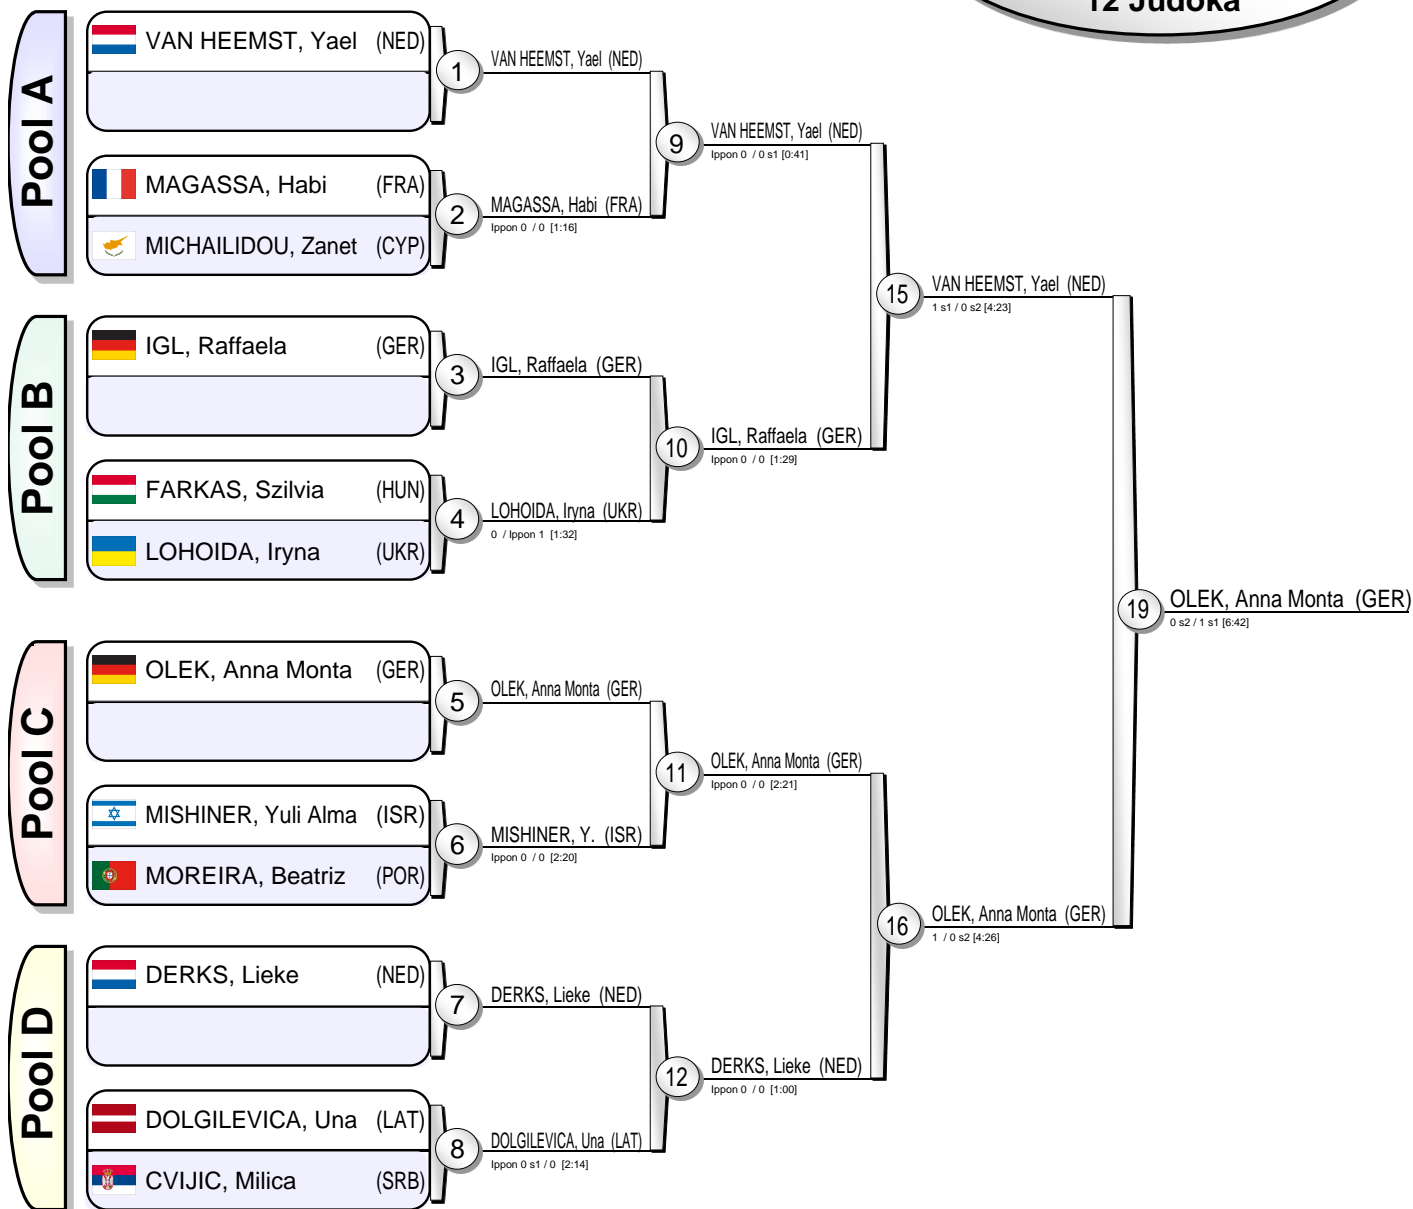 12 Judoka
Pool A
VAN HEEMST, Yael (NED)
1
VAN HEEMST, Yael (NED)
MAGASSA, Habi (FRA)
MICHAILIDOU, Zanet (CYP)
2
MAGASSA, Habi (FRA)
Ippon 0 / 0 [1:16]
9
VAN HEEMST, Yael (NED)
Ippon 0 / 0 s1 [0:41]
Pool B
IGL, Raffaela (GER)
3
IGL, Raffaela (GER)
FARKAS, Szilvia (HUN)
LOHOIDA, Iryna (UKR)
4
LOHOIDA, Iryna (UKR)
0 / Ippon 1 [1:32]
10
IGL, Raffaela (GER)
Ippon 0 / 0 [1:29]
15
VAN HEEMST, Yael (NED)
1 s1 / 0 s2 [4:23]
Pool C
OLEK, Anna Monta (GER)
5
OLEK, Anna Monta (GER)
MISHINER, Yuli Alma (ISR)
MOREIRA, Beatriz (POR)
6
MISHINER, Y. (ISR)
Ippon 0 / 0 [2:20]
11
OLEK, Anna Monta (GER)
Ippon 0 / 0 [2:21]
Pool D
DERKS, Lieke (NED)
7
DERKS, Lieke (NED)
DOLGILEVICA, Una (LAT)
CVIJIC, Milica (SRB)
8
DOLGILEVICA, Una (LAT)
Ippon 0 s1 / 0 [2:14]
12
DERKS, Lieke (NED)
Ippon 0 / 0 [1:00]
16
OLEK, Anna Monta (GER)
1 / 0 s2 [4:26]
19
OLEK, Anna Monta (GER)
0 s2 / 1 s1 [6:42]